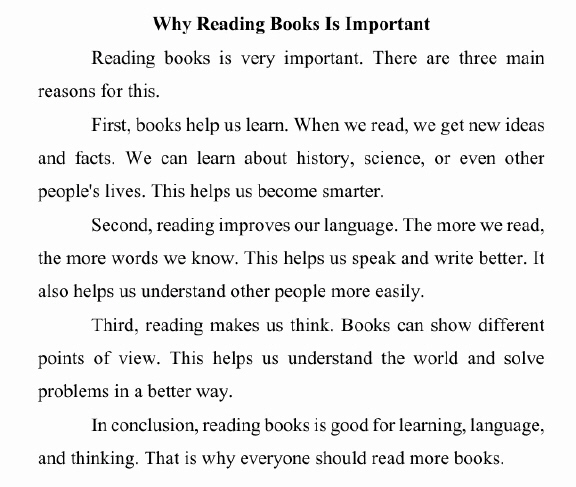 Why Reading Books Is Important
Reading books is very important. There are three main
reasons for this.
First, books help us learn. When we read, we get new ideas
and facts. We can learn about history, science, or even other
people's lives. This helps us become smarter.
Second, reading improves our language. The more we read,
the more words we know. This helps us speak and write better. It
also helps us understand other people more easily.
Third, reading makes us think. Books can show different
points of view. This helps us understand the world and solve
problems in a better way.
In conclusion, reading books is good for learning, language,
and thinking. That is why everyone should read more books.